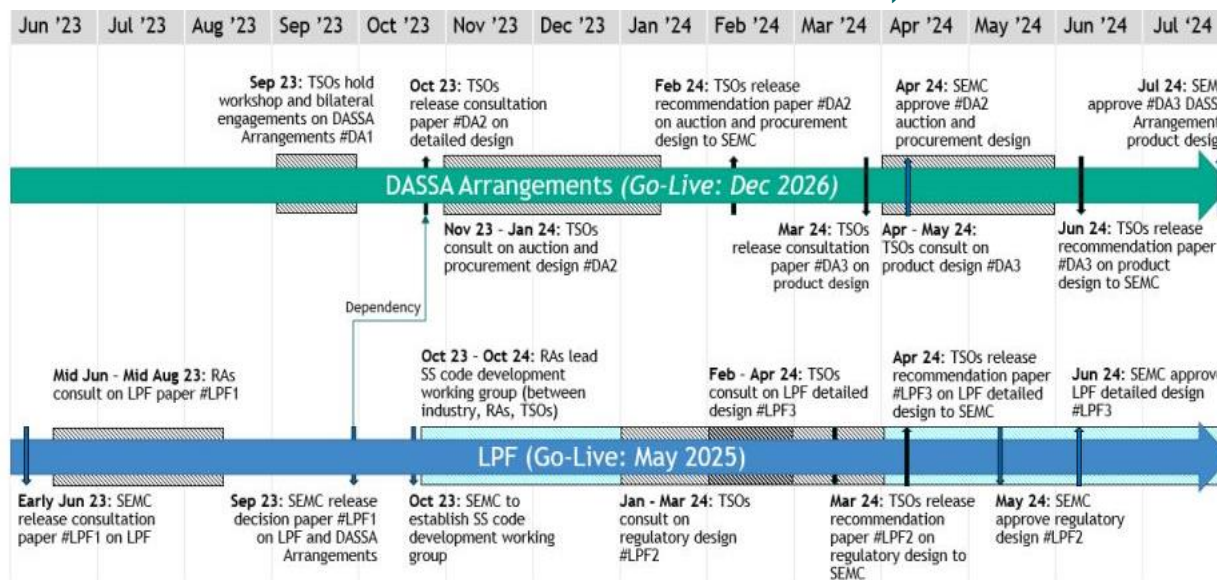 Jun ’23 Jul ’23 Aug ’23 Sep ’23 Oct ’23 Nov ’23 Dec ’23 Jan ’24 Feb ’24 Mar ’24 Apr ’24 May ’24 Jun ’24 Jul ‘24
Sep 23: TSOs hold
workshop and bilateral
engagements on DASSA
Arrangements #DA1
Oct 23: TSOs
release consultation
paper #DA2 on
detailed design
Feb 24: TSOs release
recommendation paper #DA2
on auction and procurement
design to SEMC
Apr 24: SEMC
approve #DA2
auction and
procurement design
Jul 24: SEM
approve #DA3 DASS
Arrangement
product desig
DASSA Arrangements (Go-Live: Dec 2026)
Nov 23 - Jan 24: TSOs
consult on auction and
procurement design #DA2
Mar 24: TSOs
release consultation
paper #DA3 on
product design
Apr - May 24:
TSOs consult on
product design #DA3
Jun 24: TSOs release
recommendation paper
#DA3 on product
design to SEMC
Dependency
Mid Jun - Mid Aug 23: RAs
consult on LPF paper #LPF1
Oct 23 - Oct 24: RAs lead
SS code development
working group (between
industry, RAs, TSOs)
Feb - Apr 24: TSOs
consult on LPF detailed
design #LPF3
Apr 24: TSOs release
recommendation paper
#LPF3 on LPF detailed
design to SEMC
Jun 24: SEMC approve
LPF detailed design
#LPF3
LPF (Go-Live: May 2025)
Early Jun 23: SEMC
release consultation
paper #LPF1 on LPF
Sep 23: SEMC release
decision paper #LPF1
on LPF and DASSA
Arrangements
Oct 23: SEMC to
establish SS code
development working
group
Jan - Mar 24: TSOs
consult on
regulatory design
#LPF2
Mar 24: TSOs release
recommendation
paper #LPF2 on
regulatory design to
SEMC
May 24: SEMC
approve regulatory
design #LPF2